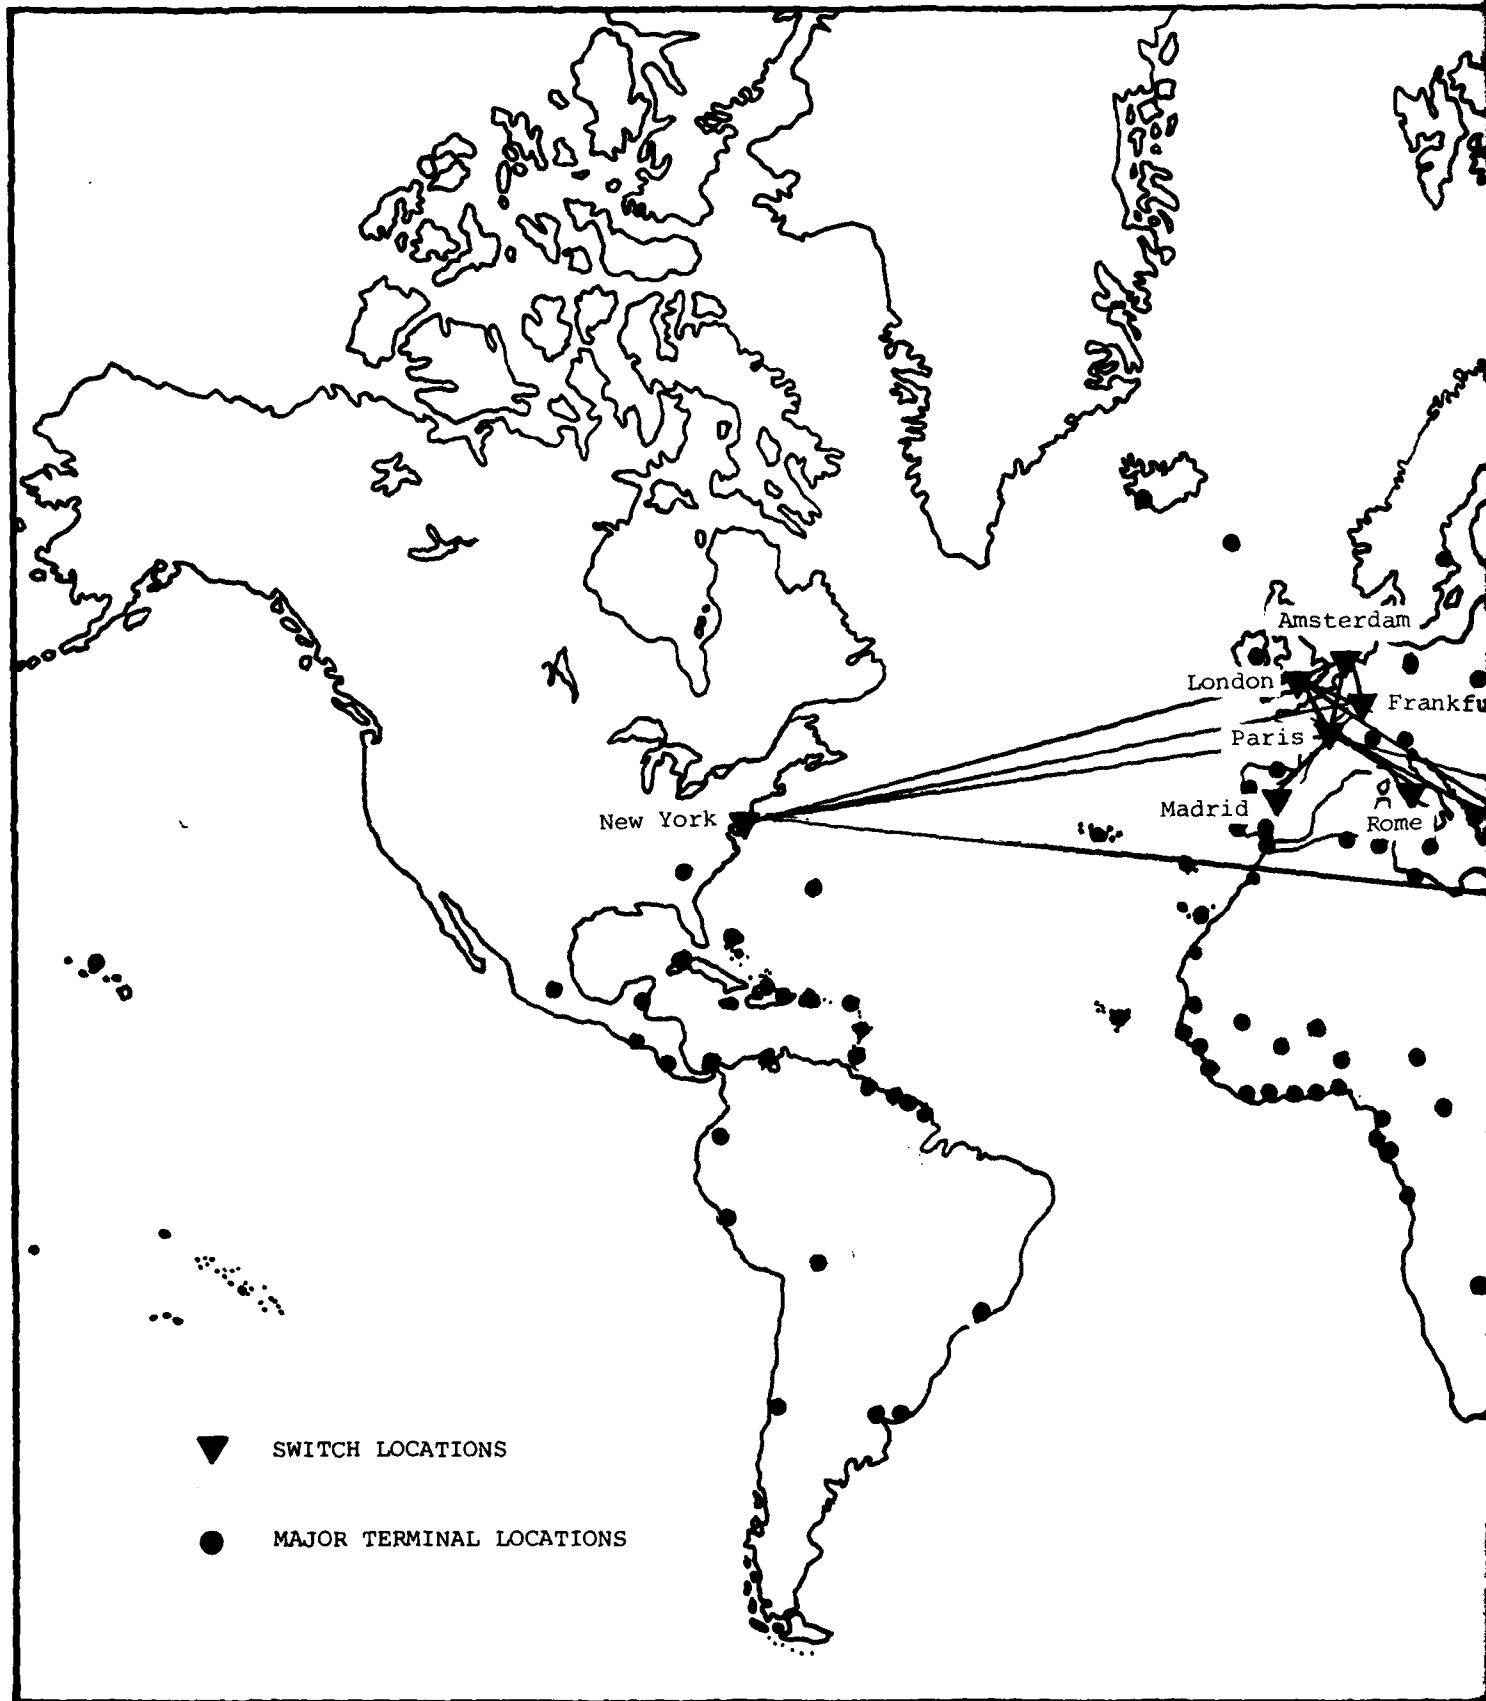 Amsterdam
London
Frankfu
Paris
Madrid
Rome
New York
SWITCH LOCATIONS
MAJOR TERMINAL LOCATIONS